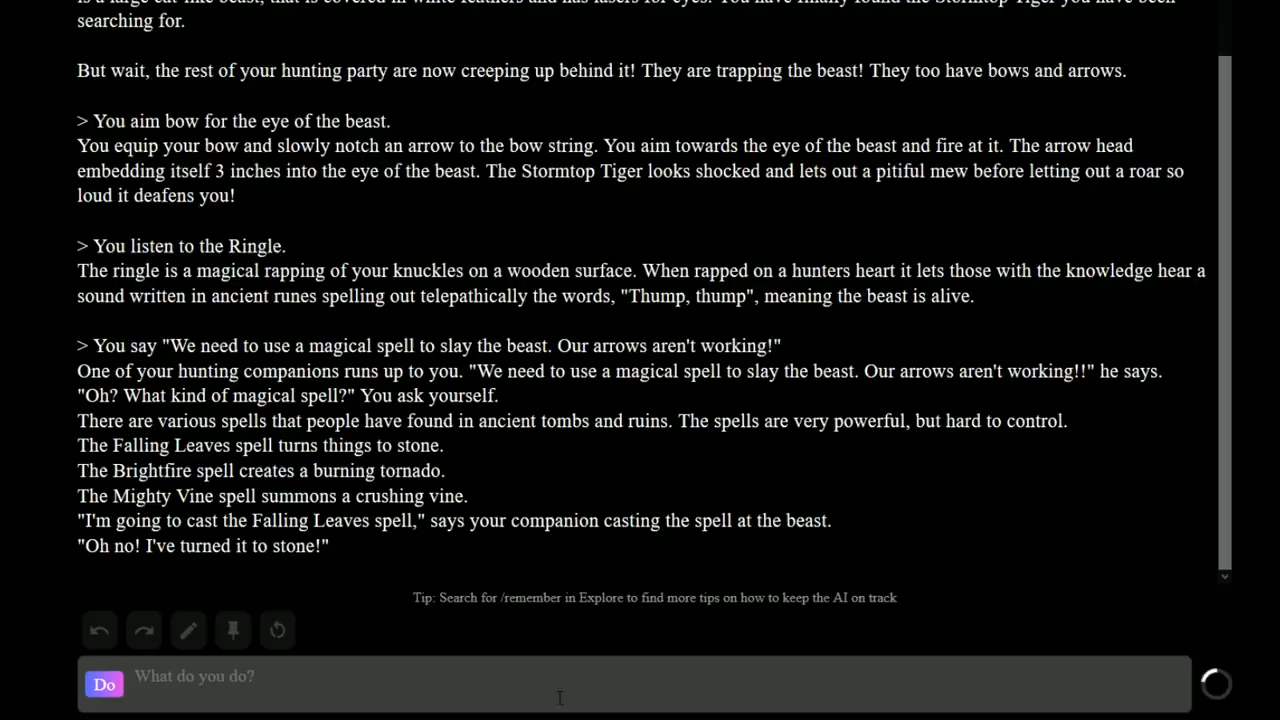 searching for.
But wait, the rest of your hunting party are now creeping up behind it! They are trapping the beast! They too have bows and arrows.
> You aim bow for the eye of the beast.
You equip your bow and slowly notch an arrow to the bow string. You aim towards the eye of the beast and fire at it. The arrow head
embedding itself 3 inches into the eye of the beast. The Stormtop Tiger looks shocked and lets out a pitiful mew before letting out a roar so
loud it deafens you!
> You listen to the Ringle.
The ringle is a magical rapping of your knuckles on a wooden surface. When rapped on a hunters heart it lets those with the knowledge hear a
sound written in ancient runes spelling out telepathically the words, "Thump, thump", meaning the beast is alive.
> You say "We need to use a magical spell to slay the beast. Our arrows aren't working!"
One of your hunting companions runs up to you. "We need to use a magical spell to slay the beast. Our arrows aren't working!!" he says.
"Oh? What kind of magical spell?" You ask yourself.
There are various spells that people have found in ancient tombs and ruins. The spells are very powerful, but hard to control.
The Falling Leaves spell turns things to stone.
The Brightfire spell creates a burning tornado.
The Mighty Vine spell summons a crushing vine.
"I'm going to cast the Falling Leaves spell," says your companion casting the spell at the beast.
"Oh no! I've turned it to stone!"
Tip: Search for /remember in Explore to find more tips on how to keep the AI on track
Do What do you do?